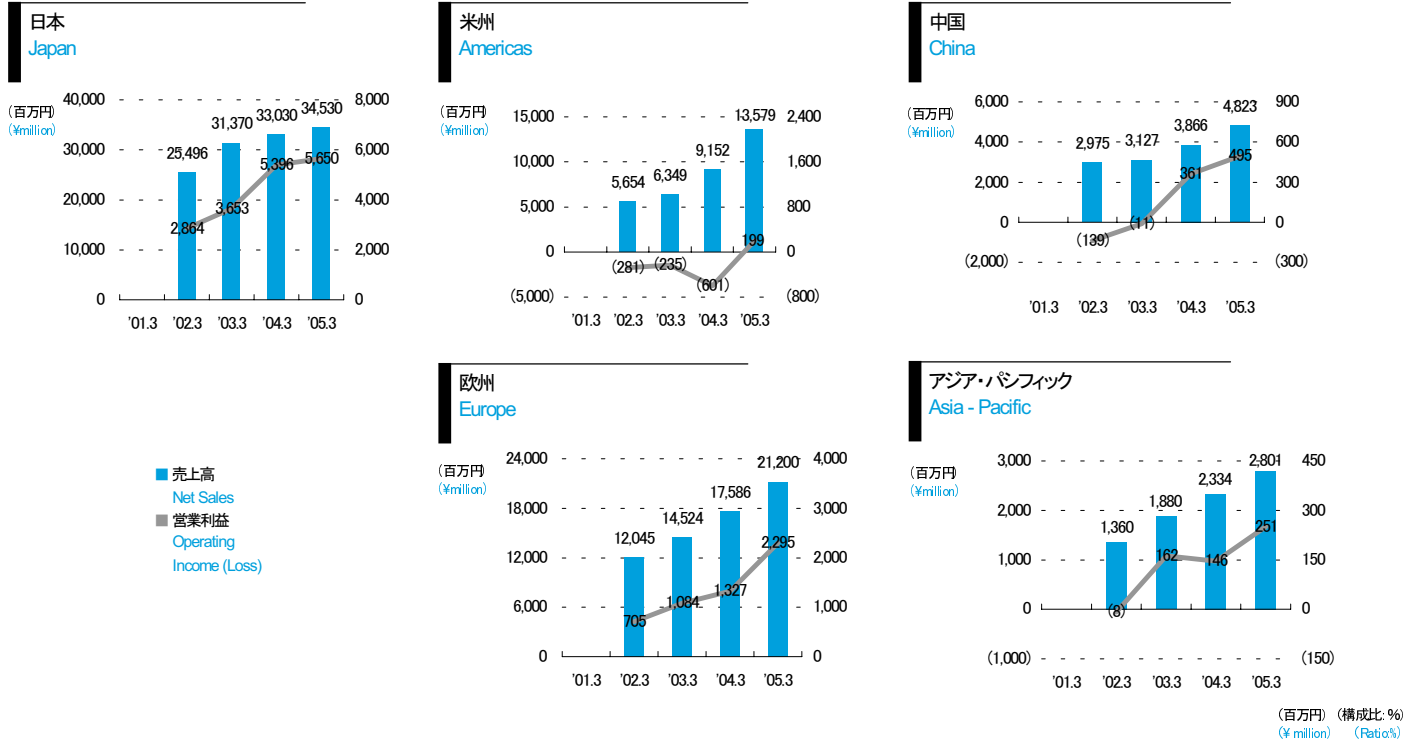 日本
Japan
(百万円)
(¥million)
40,000
30,000
20,000
10,000
0
8,000
6,000
4,000
2,000
0
25,496
31,370
33,030
34,530
2,864
3,653
5,396
5,650
'01.3 '02.3 '03.3 '04.3 '05.3
米州
Americas
(百万円)
(¥million)
15,000
10,000
5,000
0
(5,000)
2,400
1,600
800
0
(800)
5,654
6,349
9,152
13,579
(281)
(235)
(601)
199
'01.3 '02.3 '03.3 '04.3 '05.3
中国
China
(百万円)
(¥million)
6,000
4,000
2,000
0
(2,000)
900
600
300
0
(300)
2,975
3,127
3,866
4,823
(139)
(11)
361
495
'01.3 '02.3 '03.3 '04.3 '05.3
売上高
Net Sales
営業利益
Operating
Income (Loss)
欧州
Europe
(百万円)
(¥million)
24,000
18,000
12,000
6,000
0
4,000
3,000
2,000
1,000
0
12,045
14,524
17,586
21,200
705
1,084
1,327
2,295
'01.3 '02.3 '03.3 '04.3 '05.3
アジア・パシフィック
Asia - Pacific
(百万円)
(¥million)
3,000
2,000
1,000
0
(1,000)
450
300
150
0
(150)
1,360
1,880
2,334
2,801
(8)
162
146
251
'01.3 '02.3 '03.3 '04.3 '05.3
(百万円) (構成比: %)
(¥ million) (Ratio:%)